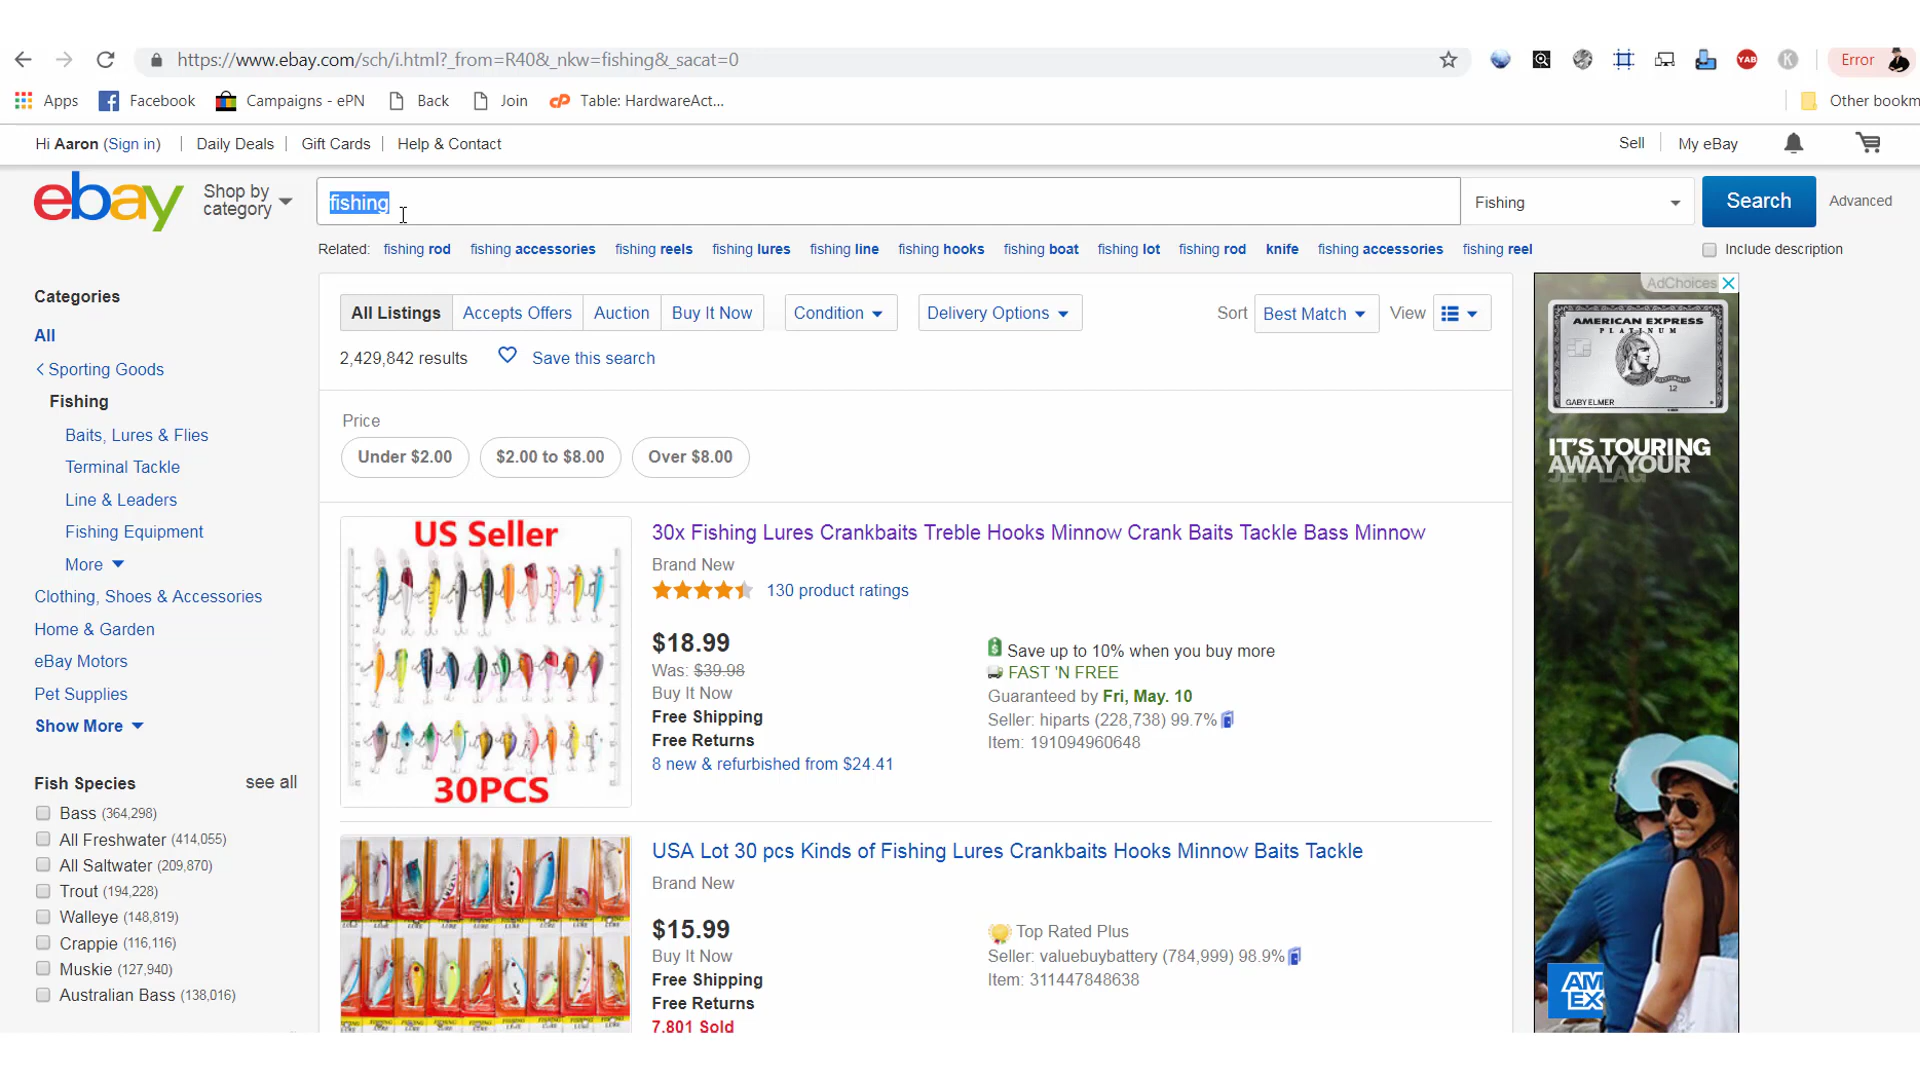 https://www.ebay.com/sch/i.html?_from=R40&_nkw=fishing&_sacat=0
YAB
K
Error
Apps
Facebook
Campaigns - ePN
Back
Join
Table: HardwareAct...
Other bookm
Hi Aaron (Sign in)
Daily Deals
Gift Cards
Help & Contact
Sell
My eBay
ebay
Shop by
category
fishing
Fishing
Search
Advanced
Related: fishing rod fishing accessories fishing reels fishing lures fishing line fishing hooks fishing boat fishing lot fishing rod knife fishing accessories fishing reel
Include description
Categories
All
Sporting Goods
Fishing
Baits, Lures & Flies
Terminal Tackle
Line & Leaders
Fishing Equipment
More
Clothing, Shoes & Accessories
Home & Garden
eBay Motors
Pet Supplies
Show More
Fish Species
see all
Bass (364,298)
All Freshwater (414,055)
All Saltwater (209,870)
Trout (194,228)
Walleye (148,819)
Crappie (116,116)
Muskie (127,940)
Australian Bass (138,016)
All Listings
Accepts Offers
Auction
Buy It Now
Condition
Delivery Options
Sort
Best Match
View
2,429,842 results
Save this search
Price
Under $2.00
$2.00 to $8.00
Over $8.00
US Seller
30PCS
30x Fishing Lures Crankbaits Treble Hooks Minnow Crank Baits Tackle Bass Minnow
Brand New
130 product ratings
$18.99
Was: $39.98
Buy It Now
Free Shipping
Free Returns
8 new & refurbished from $24.41
Save up to 10% when you buy more
FAST 'N FREE
Guaranteed by Fri, May. 10
Seller: hiparts (228,738) 99.7%
Item: 191094960648
USA Lot 30 pcs Kinds of Fishing Lures Crankbaits Hooks Minnow Baits Tackle
Brand New
$15.99
Buy It Now
Free Shipping
Free Returns
7,801 Sold
Top Rated Plus
Seller: valuebuybattery (784,999) 98.9%
Item: 311447848638
AdChoices
AMERICAN EXPRESS
PLATINUM
12
GABY ELMER
IT'S TOURING
AWAY YOUR
JET LAG
AM
EX